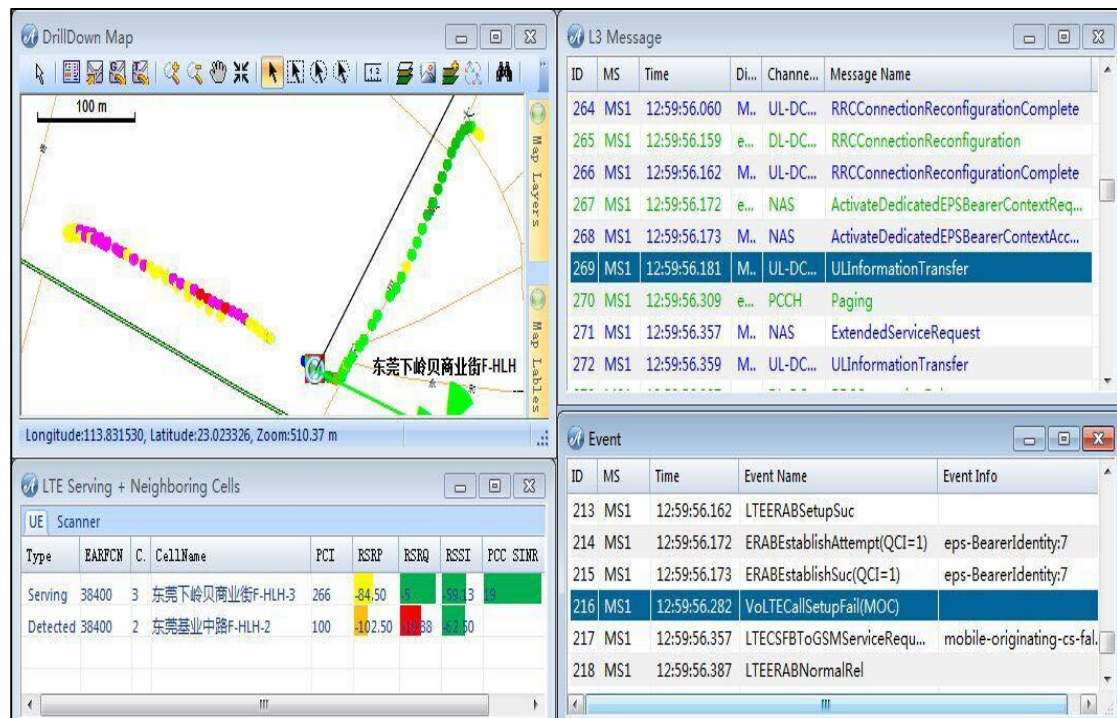 DrillDown Map
100 m
Map Layers
Map Lables
东莞下岭贝商业街F-HLH
Longitude:113.831530, Latitude:23.023326, Zoom:510.37 m
L3 Message
ID MS Time Di... Channe... Message Name
264 MS1 12:59:56.060 M.. UL-DC... RRCConnectionReconfigurationComplete
265 MS1 12:59:56.159 e... DL-DC... RRCConnectionReconfiguration
266 MS1 12:59:56.162 M.. UL-DC... RRCConnectionReconfigurationComplete
267 MS1 12:59:56.172 e... NAS ActivateDedicatedEPSBearerContextReq...
268 MS1 12:59:56.173 M.. NAS ActivateDedicatedEPSBearerContextAcc...
269 MS1 12:59:56.181 M... UL-DC... ULInformationTransfer
270 MS1 12:59:56.309 e... PCCH Paging
271 MS1 12:59:56.357 M.. NAS ExtendedServiceRequest
272 MS1 12:59:56.359 M.. UL-DC... ULInformationTransfer
LTE Serving + Neighboring Cells
UE Scanner
Type EARFCN C. CellName PCI RSRP RSRQ RSSI PCC SINR
Serving 38400 3 东莞下岭贝商业街F-HLH-3 266 -84.50 -5 -59.13 19
Detected 38400 2 东莞基业中路F-HLH-2 100 -102.50 -62.50
Event
ID MS Time Event Name Event Info
213 MS1 12:59:56.162 LTEERABSetupSuc
214 MS1 12:59:56.172 ERABEstablishAttempt(QCI=1) eps-BearerIdentity:7
215 MS1 12:59:56.173 ERABEstablishSuc(QCI=1) eps-BearerIdentity:7
216 MS1 12:59:56.282 VoLTECallSetupFail(MOC)
217 MS1 12:59:56.357 LTECSFBToGSMServiceRequ... mobile-originating-cs-fal.
218 MS1 12:59:56.387 LTEERABNormalRel